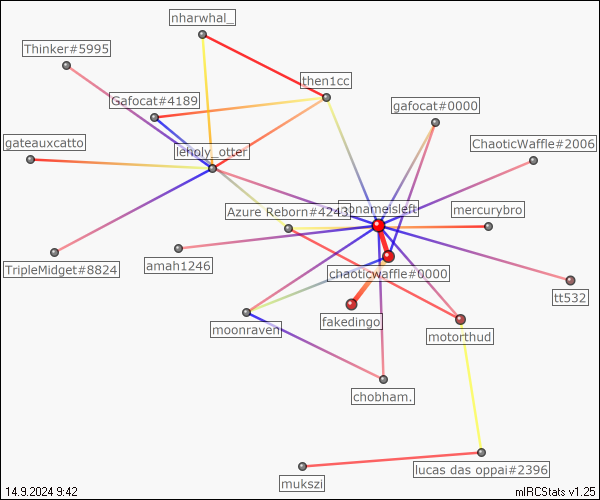 nharwhal_
Thinker#5995
then1cc
Gafocat#4189
gafocat#0000
gateauxcatto
ChaoticWaffle#2006
leholy_otter
Azure Reborn#4243
nonameisleft
mercurybro
TripleMidget#8824
amah1246
chaoticwaffle#0000
tt532
moonraven
fakedingo
motorthud
chobham.
lucas das oppai#2396
mukszi
14.9.2024 9:42
mIRCStats v1.25